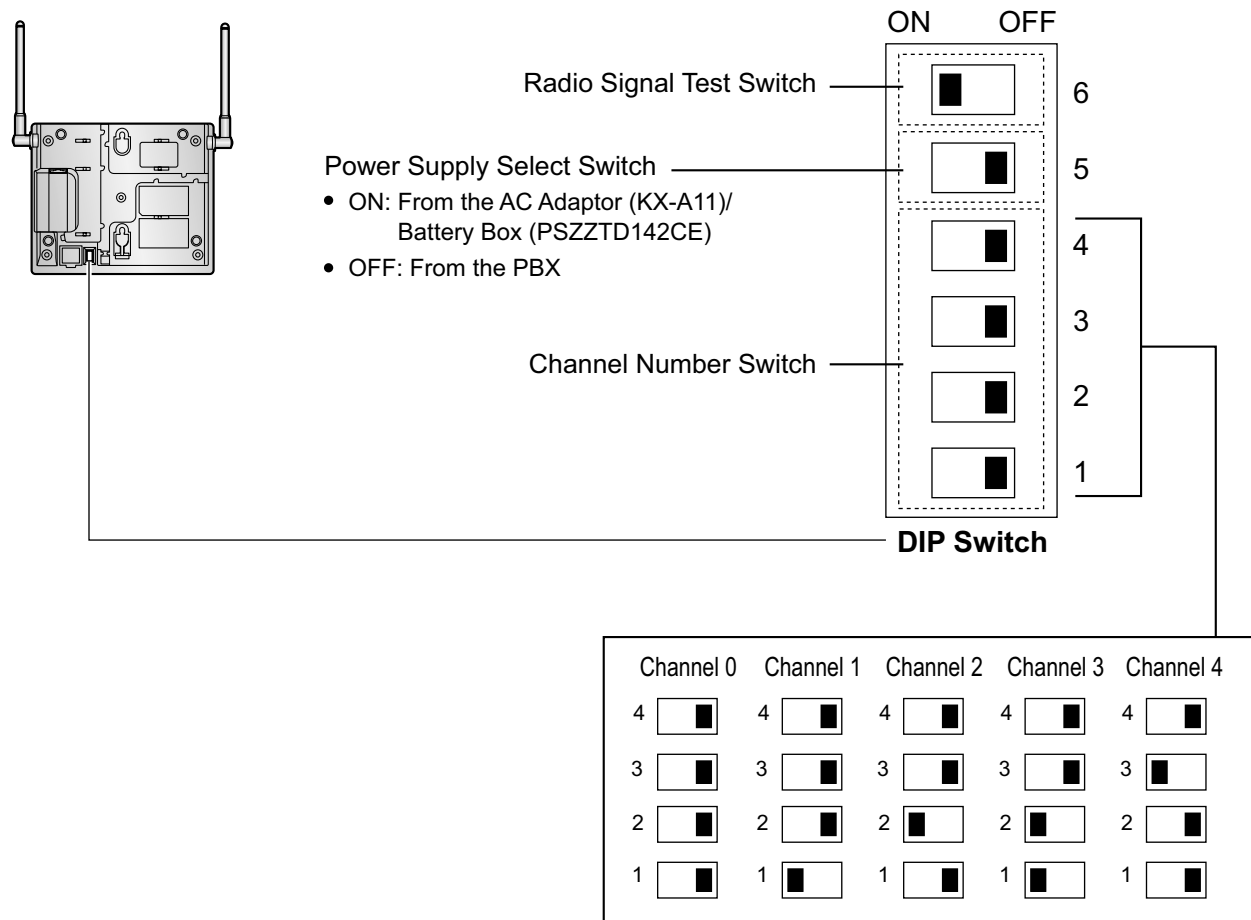 ON OFF
Radio Signal Test Switch
6
Power Supply Select Switch
5
• ON: From the AC Adaptor (KX-A11)/
Battery Box (PSZZTD142CE)
• OFF: From the PBX
4
3
Channel Number Switch
2
1
DIP Switch
Channel 0 Channel 1 Channel 2 Channel 3 Channel 4
4 4 4 4 4
3 3 3 3 3
2 2 2 2 2
1 1 1 1 1